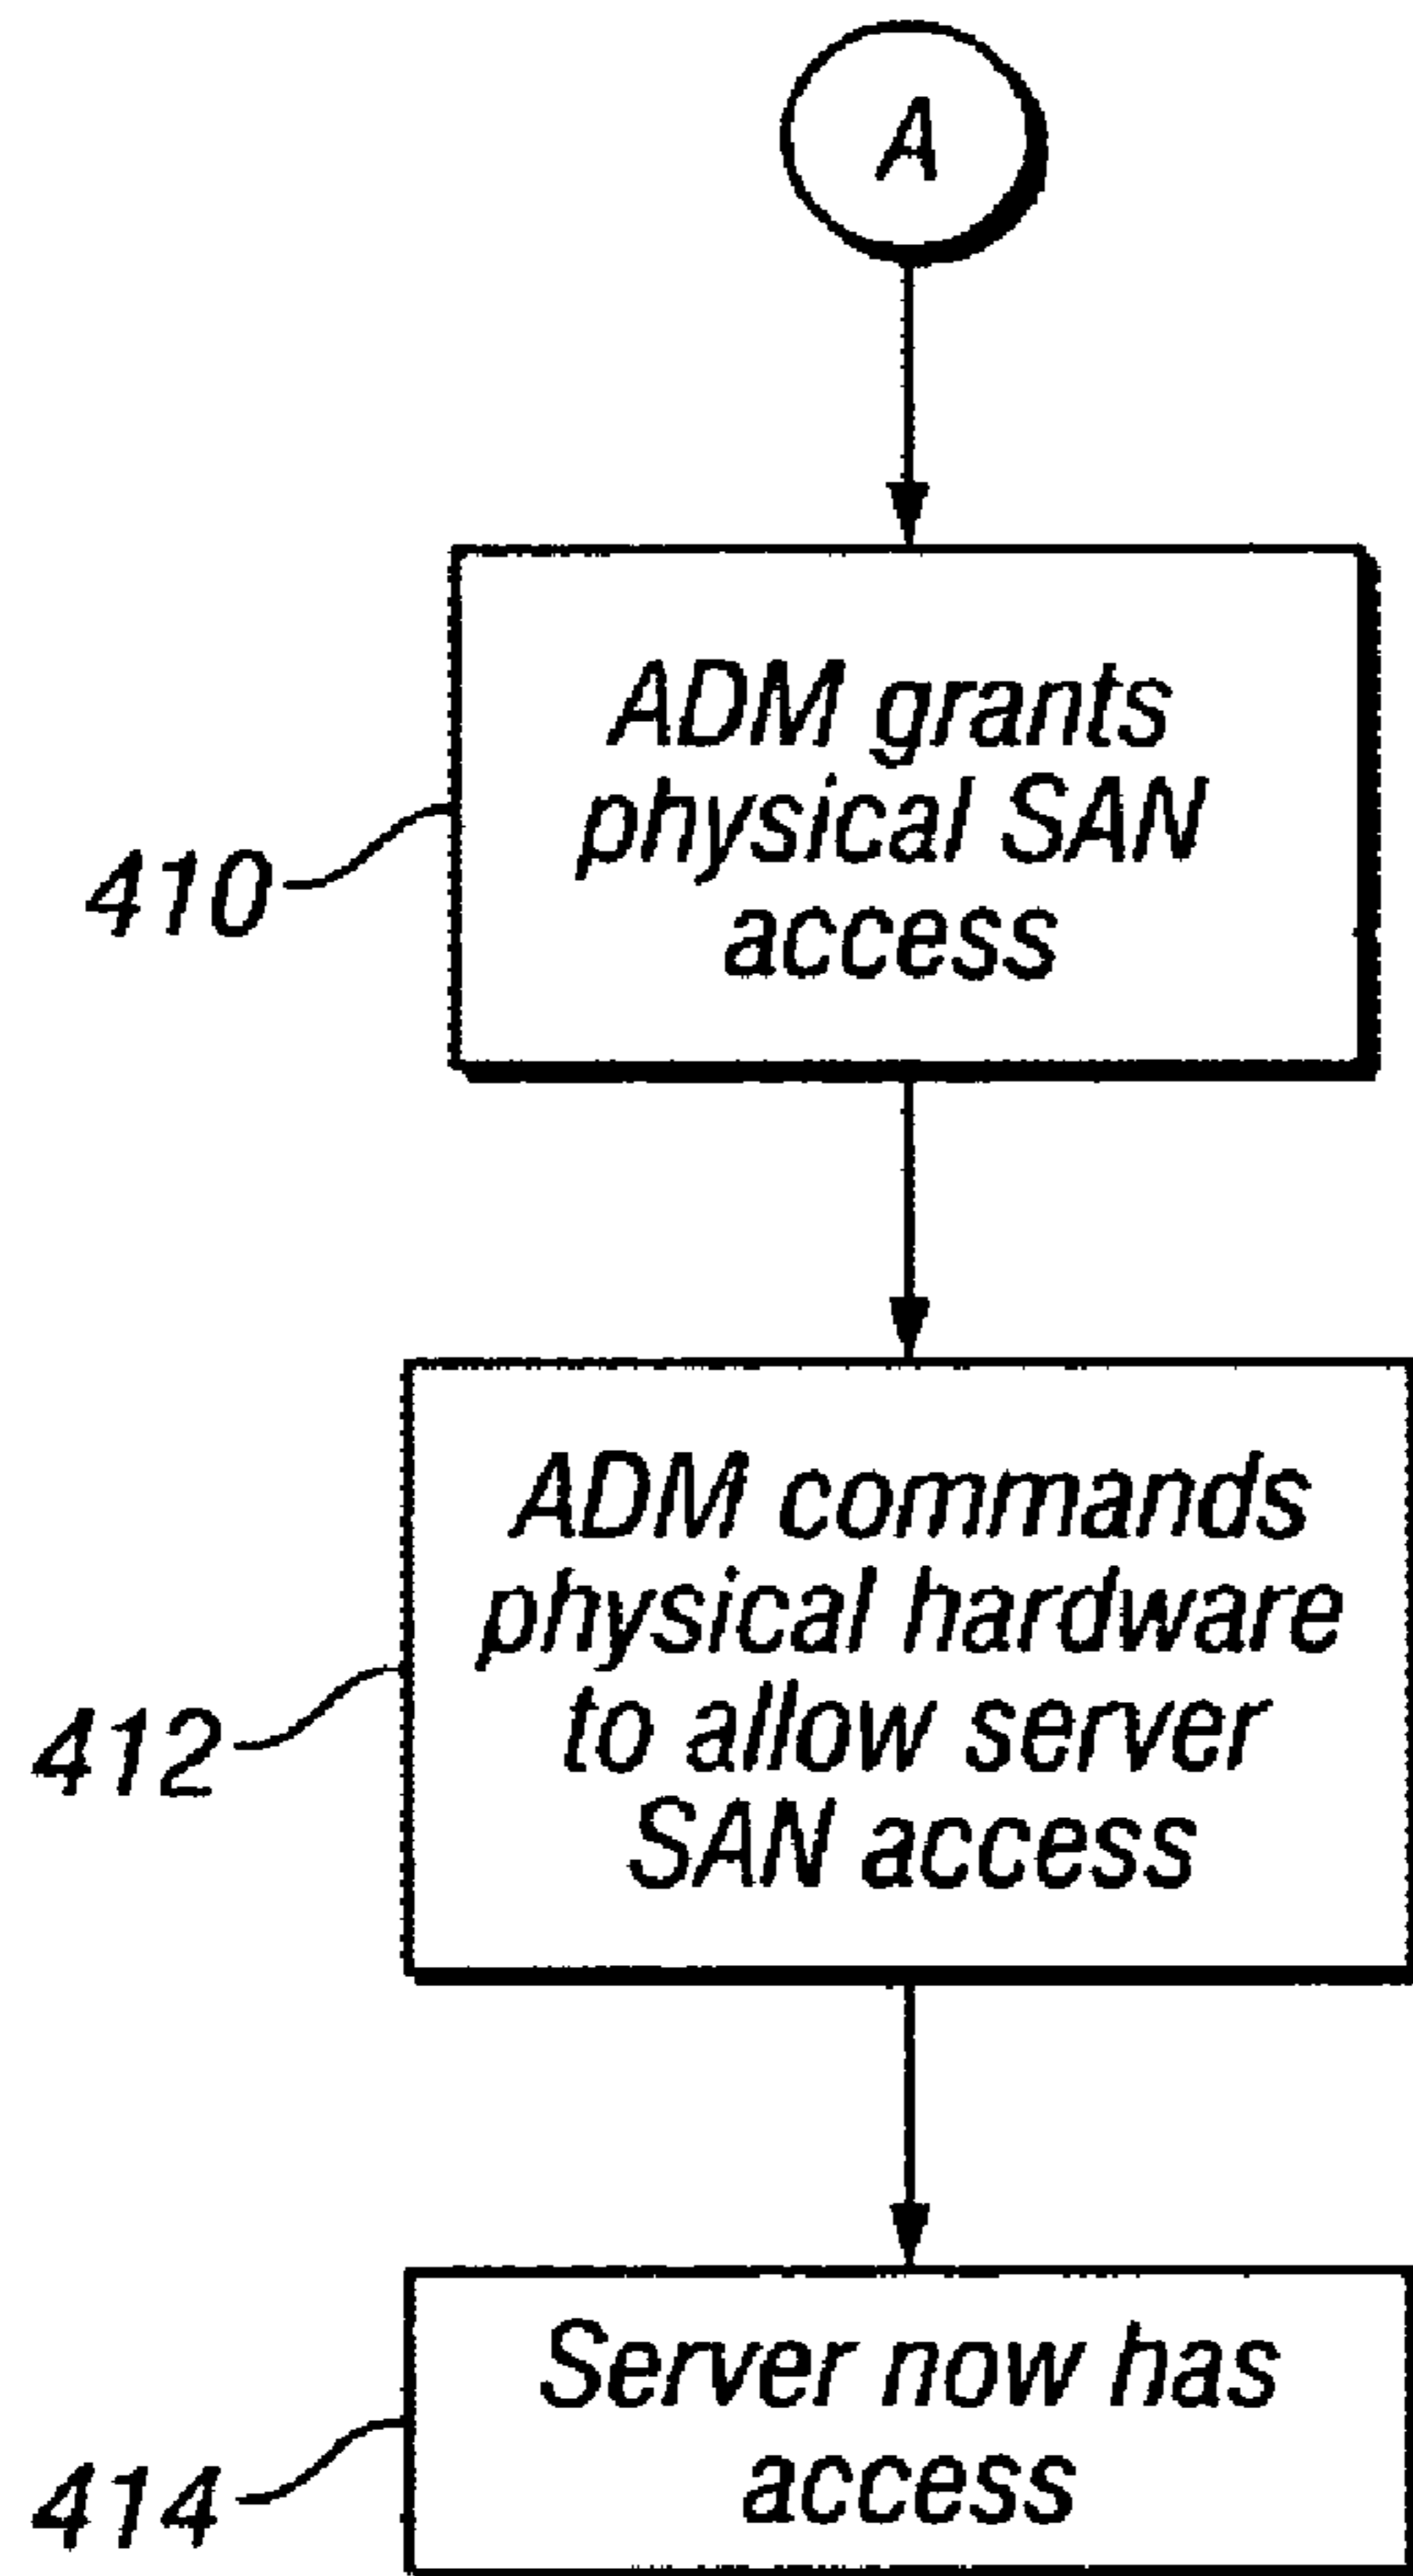 A
ADM grants
physical SAN
access
410
ADM commands
physical hardware
to allow server
SAN access
412
Server now has
access
414